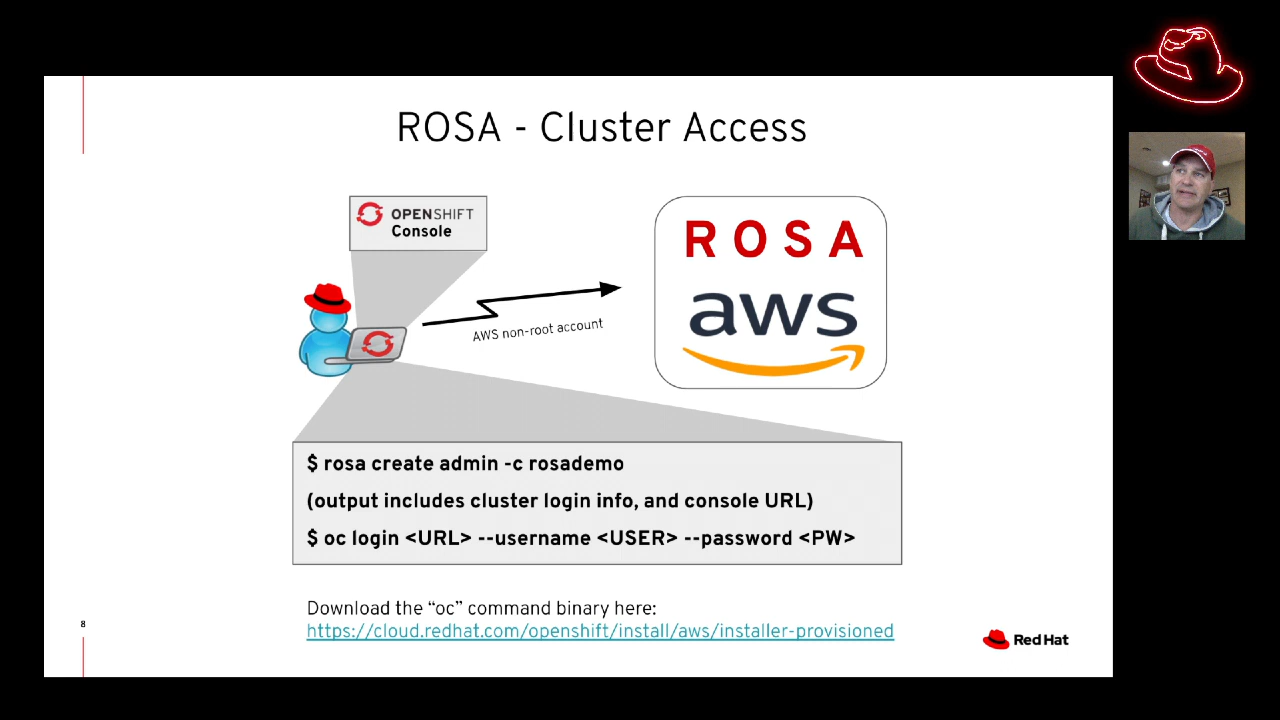 ROSA - Cluster Access
OPENSHIFT
Console
ROSA
aws
AWS non-root account
$ rosa create admin -c rosademo
(output includes cluster login info, and console URL)
$ oc login <URL> --username <USER> --password <PW>
Download the “oc” command binary here:
https://cloud.redhat.com/openshift/install/aws/installer-provisioned
8
Red Hat